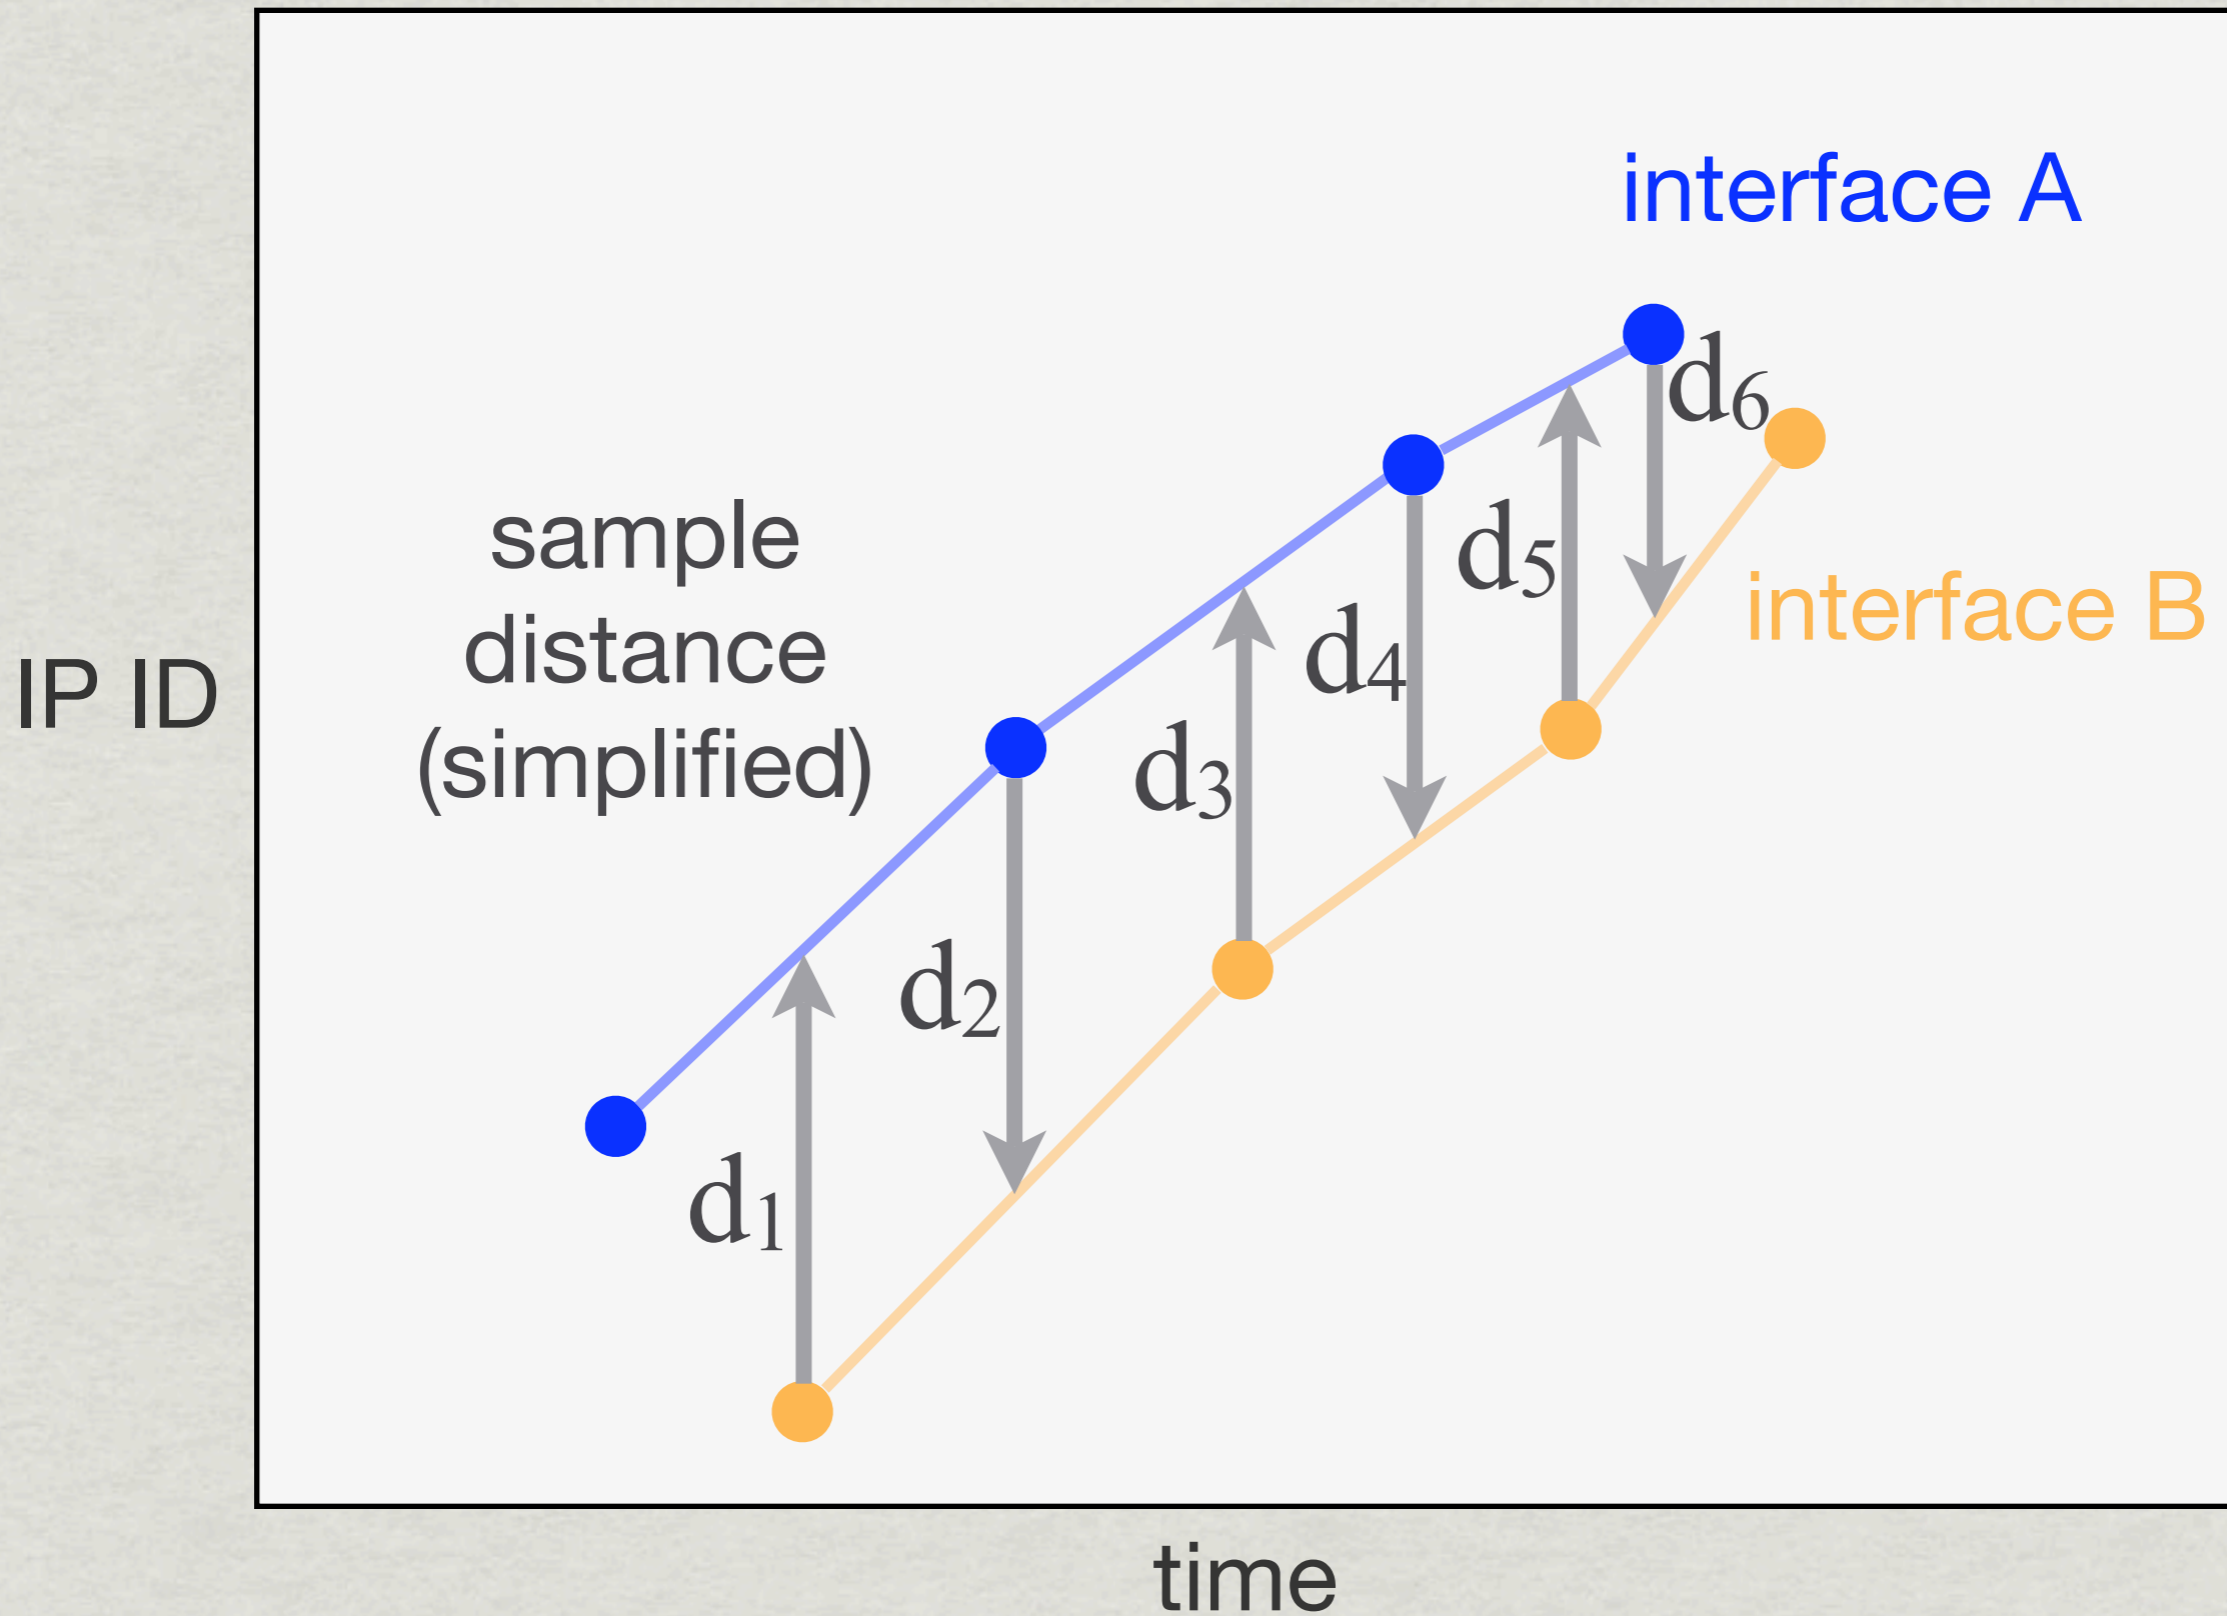 interface A
d6
sample
distance
(simplified)
d5
interface B
d4
IP ID
d3
d2
d1
time